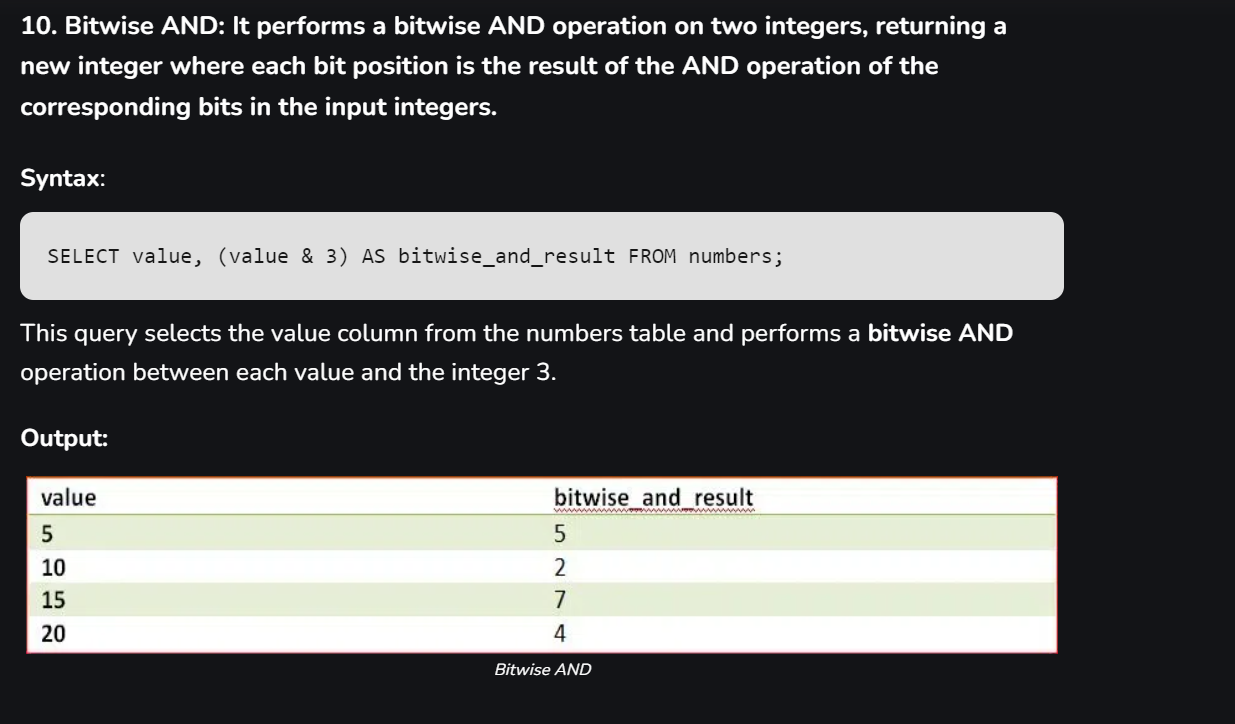 10. Bitwise AND: It performs a bitwise AND operation on two integers, returning a
new integer where each bit position is the result of the AND operation of the
corresponding bits in the input integers.
Syntax:
SELECT value, (value & 3) AS bitwise_and_result FROM numbers;
This query selects the value column from the numbers table and performs a bitwise AND
operation between each value and the integer 3.
Output:
value bitwise_and_result
5 5
10 2
15 7
20 4
Bitwise AND